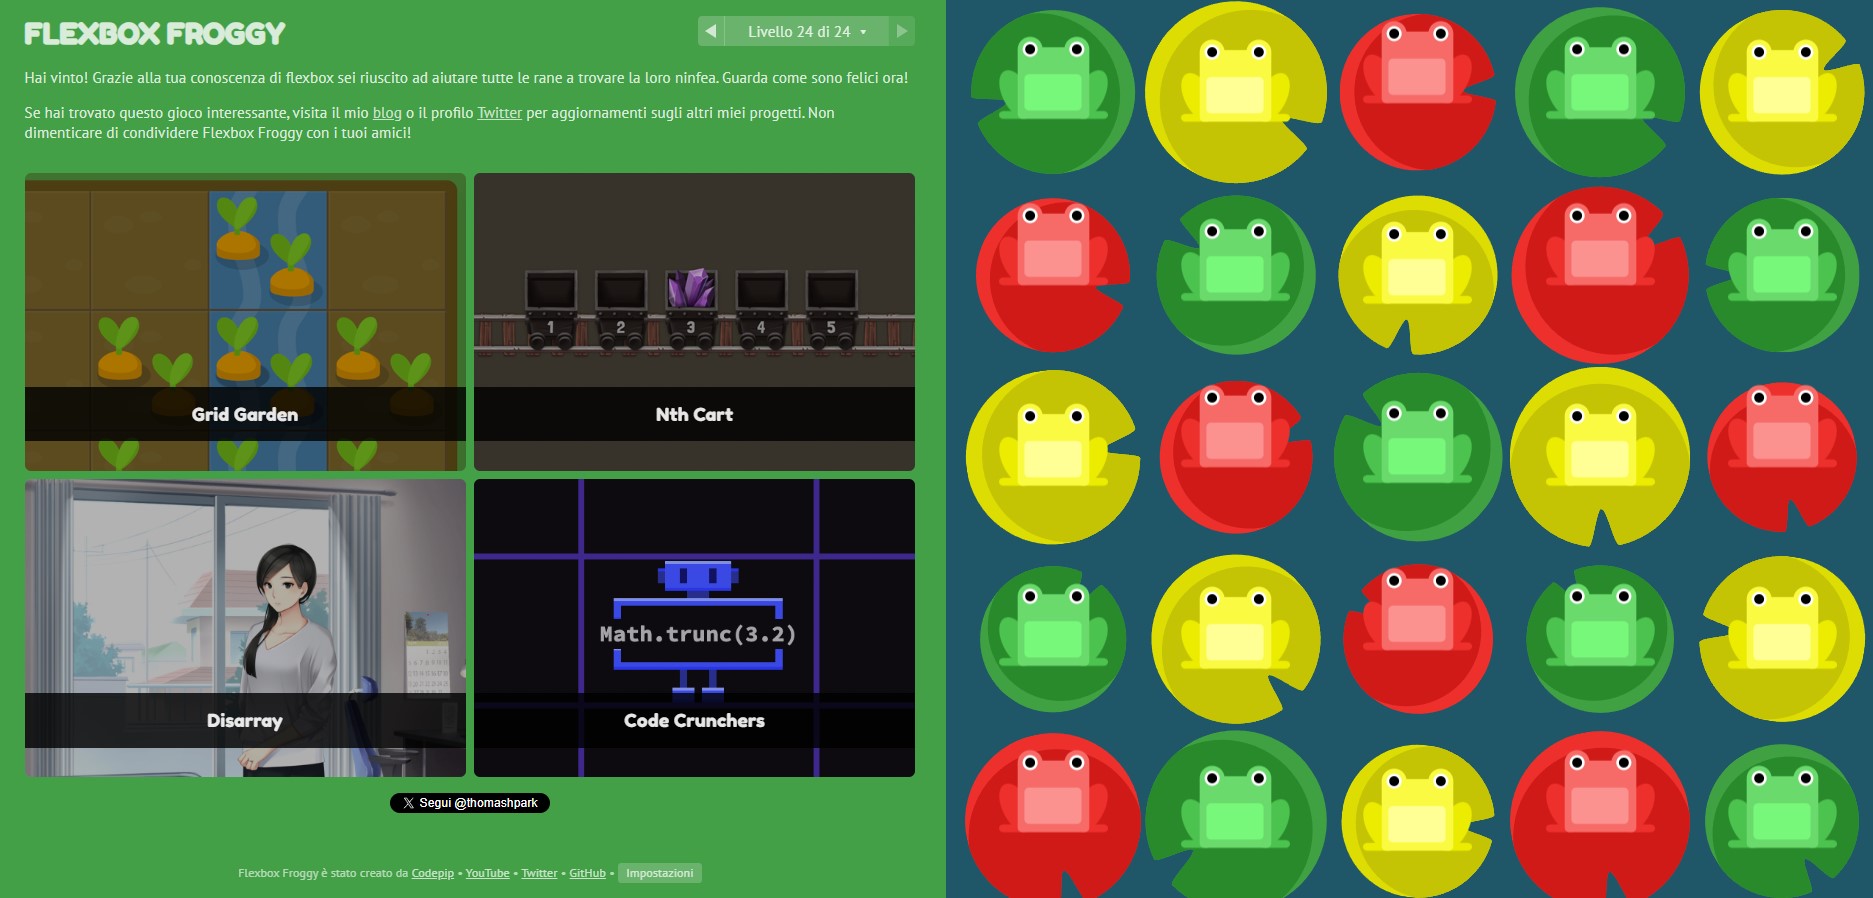 FLEXBOX FROGGY
Livello 24 di 24
Hai vinto! Grazie alla tua conoscenza di flexbox sei riuscito ad aiutare tutte le rane a trovare la loro ninfea. Guarda come sono felici ora!
Se hai trovato questo gioco interessante, visita il mio blog o il profilo Twitter per aggiornamenti sugli altri miei progetti. Non
dimenticare di condividere Flexbox Froggy con i tuoi amici!
1 2 3 4 5
Grid Garden
Nth Cart
Math.trunc(3.2)
Disarray
Code Crunchers
Segui @thomashpark
Flexbox Froggy è stato creato da Codepip • YouTube • Twitter • GitHub • Impostazioni